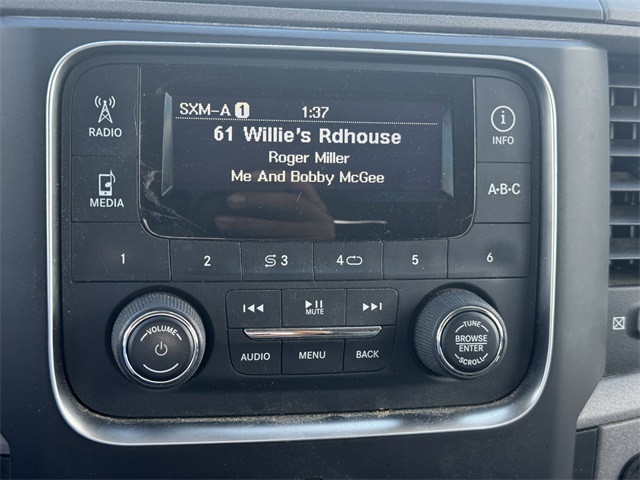 SXM-A 1 1:37
61 Willie's Rdhouse
Roger Miller
Me And Bobby McGee
RADIO
MEDIA
i
INFO
A-B-C
1 2 3 4 5 6
MUTE
AUDIO MENU BACK
VOLUME
TUNE
BROWSE
ENTER
SCROLL